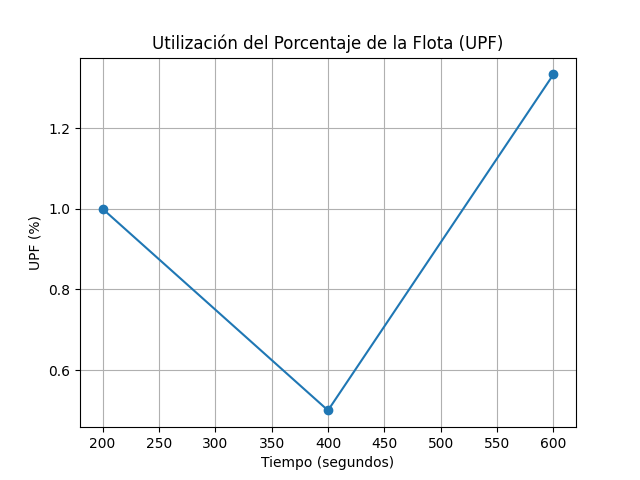 Utilización del Porcentaje de la Flota (UPF)
1.2
1.0
0.8
0.6
UPF (%)
200 250 300 350 400 450 500 550 600
Tiempo (segundos)